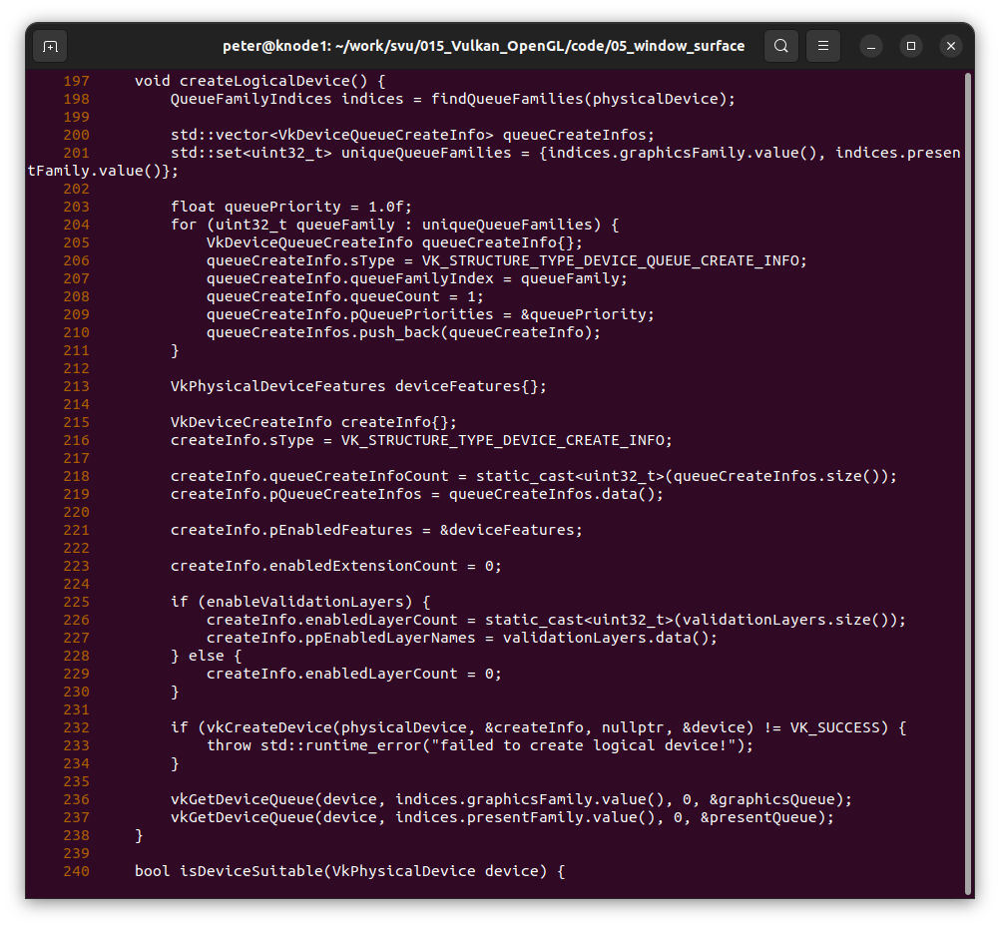 peter@knode1: ~/work/svu/015_Vulkan_OpenGL/code/05_window_surface
197     void createLogicalDevice() {
198         QueueFamilyIndices indices = findQueueFamilies(physicalDevice);
199
200         std::vector<VkDeviceQueueCreateInfo> queueCreateInfos;
201         std::set<uint32_t> uniqueQueueFamilies = {indices.graphicsFamily.value(), indices.presen
tFamily.value()};
202
203         float queuePriority = 1.0f;
204         for (uint32_t queueFamily : uniqueQueueFamilies) {
205             VkDeviceQueueCreateInfo queueCreateInfo{};
206             queueCreateInfo.sType = VK_STRUCTURE_TYPE_DEVICE_QUEUE_CREATE_INFO;
207             queueCreateInfo.queueFamilyIndex = queueFamily;
208             queueCreateInfo.queueCount = 1;
209             queueCreateInfo.pQueuePriorities = &queuePriority;
210             queueCreateInfos.push_back(queueCreateInfo);
211         }
212
213         VkPhysicalDeviceFeatures deviceFeatures{};
214
215         VkDeviceCreateInfo createInfo{};
216         createInfo.sType = VK_STRUCTURE_TYPE_DEVICE_CREATE_INFO;
217
218         createInfo.queueCreateInfoCount = static_cast<uint32_t>(queueCreateInfos.size());
219         createInfo.pQueueCreateInfos = queueCreateInfos.data();
220
221         createInfo.pEnabledFeatures = &deviceFeatures;
222
223         createInfo.enabledExtensionCount = 0;
224
225         if (enableValidationLayers) {
226             createInfo.enabledLayerCount = static_cast<uint32_t>(validationLayers.size());
227             createInfo.ppEnabledLayerNames = validationLayers.data();
228         } else {
229             createInfo.enabledLayerCount = 0;
230         }
231
232         if (vkCreateDevice(physicalDevice, &createInfo, nullptr, &device) != VK_SUCCESS) {
233             throw std::runtime_error("failed to create logical device!");
234         }
235
236         vkGetDeviceQueue(device, indices.graphicsFamily.value(), 0, &graphicsQueue);
237         vkGetDeviceQueue(device, indices.presentFamily.value(), 0, &presentQueue);
238     }
239
240     bool isDeviceSuitable(VkPhysicalDevice device) {